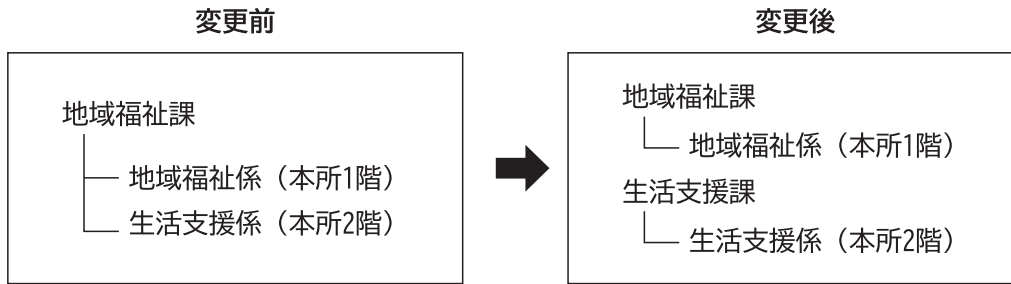 変更前
地域福祉課
地域福祉係（本所1階）
生活支援係（本所2階）
変更後
地域福祉課
地域福祉係（本所1階）
生活支援課
生活支援係（本所2階）